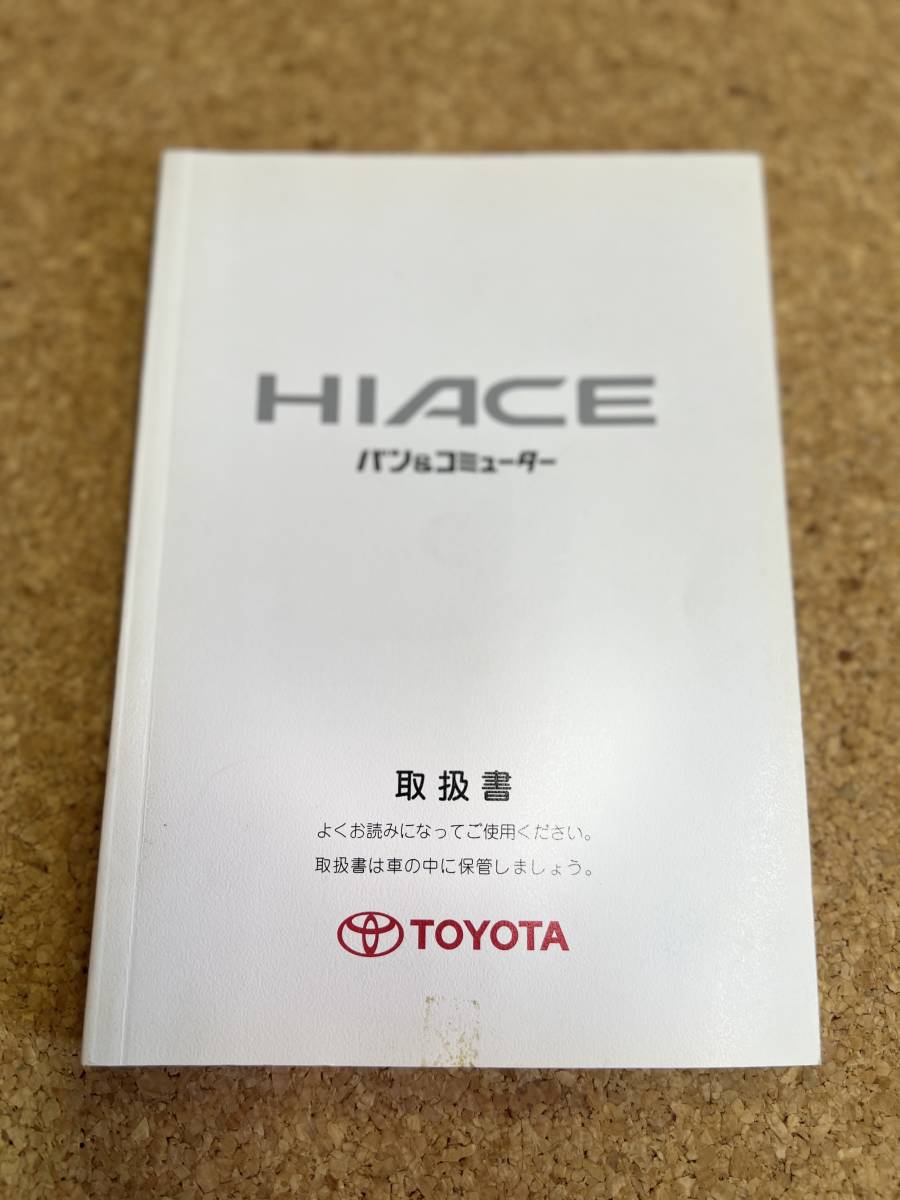 HIACE
バン&コミューター
取扱書
よくお読みになってご使用ください。
取扱書は車の中に保管しましょう。
TOYOTA